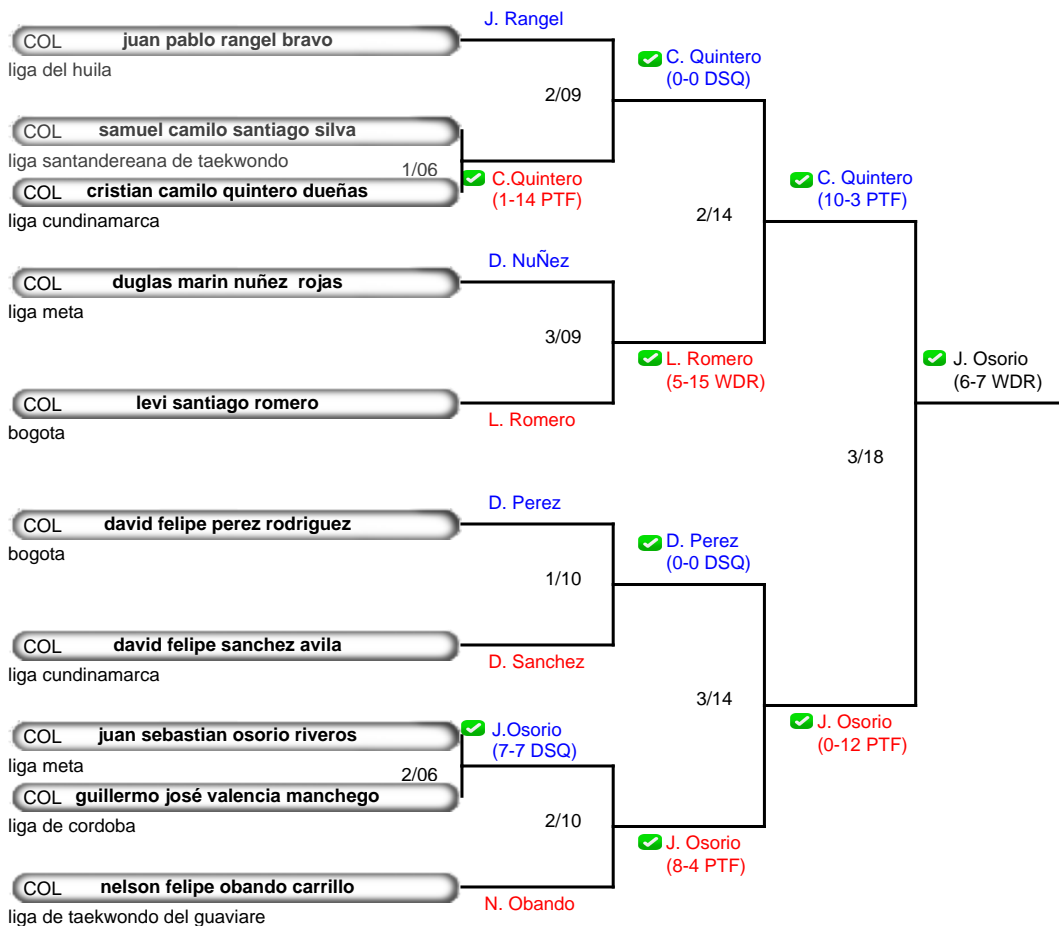 J. Rangel
COL juan pablo rangel bravo
liga del huila
C. Quintero
(0-0 DSQ)
2/09
COL samuel camilo santiago silva
liga santandereana de taekwondo
1/06
COL cristian camilo quintero dueñas
liga cundinamarca
C.Quintero
(1-14 PTF)
C. Quintero
(10-3 PTF)
2/14
D. NuÑez
COL duglas marin nuñez rojas
liga meta
3/09
L. Romero
(5-15 WDR)
J. Osorio
(6-7 WDR)
COL levi santiago romero
bogota
L. Romero
3/18
D. Perez
COL david felipe perez rodriguez
bogota
D. Perez
(0-0 DSQ)
1/10
COL david felipe sanchez avila
liga cundinamarca
D. Sanchez
3/14
J. Osorio
(0-12 PTF)
COL juan sebastian osorio riveros
liga meta
J.Osorio
(7-7 DSQ)
2/06
COL guillermo josé valencia manchego
liga de cordoba
2/10
J. Osorio
(8-4 PTF)
COL nelson felipe obando carrillo
liga de taekwondo del guaviare
N. Obando